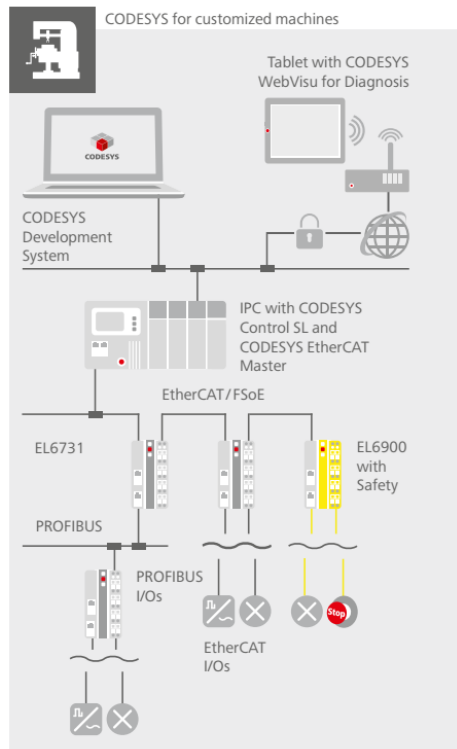 CODESYS for customized machines
Tablet with CODESYS
WebVisu for Diagnosis
CODESYS
CODESYS
Development
System
IPC with CODESYS
Control SL and
CODESYS EtherCAT
Master
EtherCAT/FSoE
EL6731
EL6900
with
Safety
PROFIBUS
PROFIBUS
I/Os
Stop
EtherCAT
I/Os